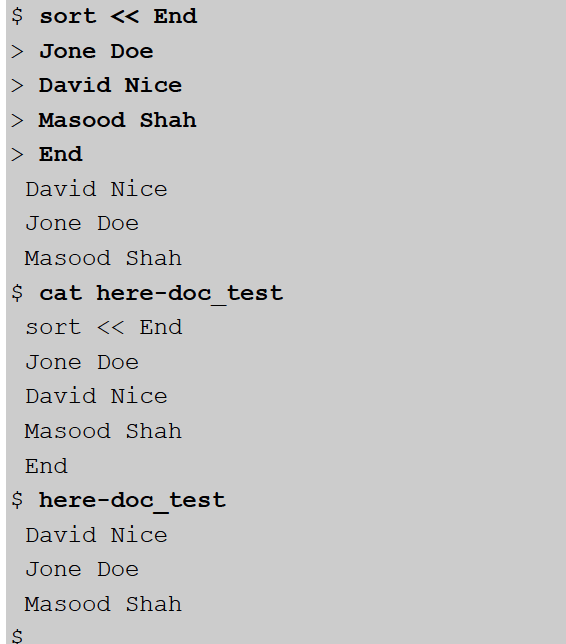 $ sort << End
> Jone Doe
> David Nice
> Masood Shah
> End
David Nice
Jone Doe
Masood Shah
$ cat here-doc_test
sort << End
Jone Doe
David Nice
Masood Shah
End
$ here-doc_test
David Nice
Jone Doe
Masood Shah
$